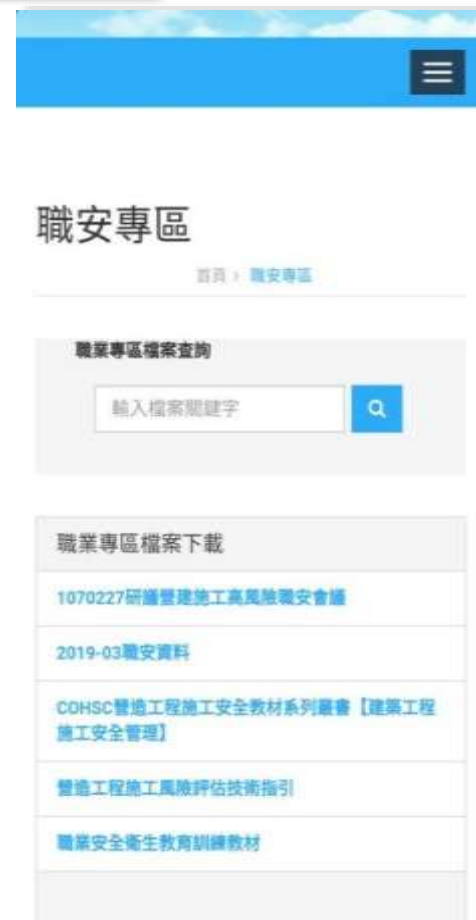 職安專區
首頁 › 職安專區
職業專區檔案查詢
輸入檔案關鍵字
職業專區檔案下載
1070227研議營建施工高風險職安會議
2019-03職安資料
COHSC營造工程施工安全教材系列叢書【建築工程
施工安全管理】
營造工程施工風險評估技術指引
職業安全衛生教育訓練教材